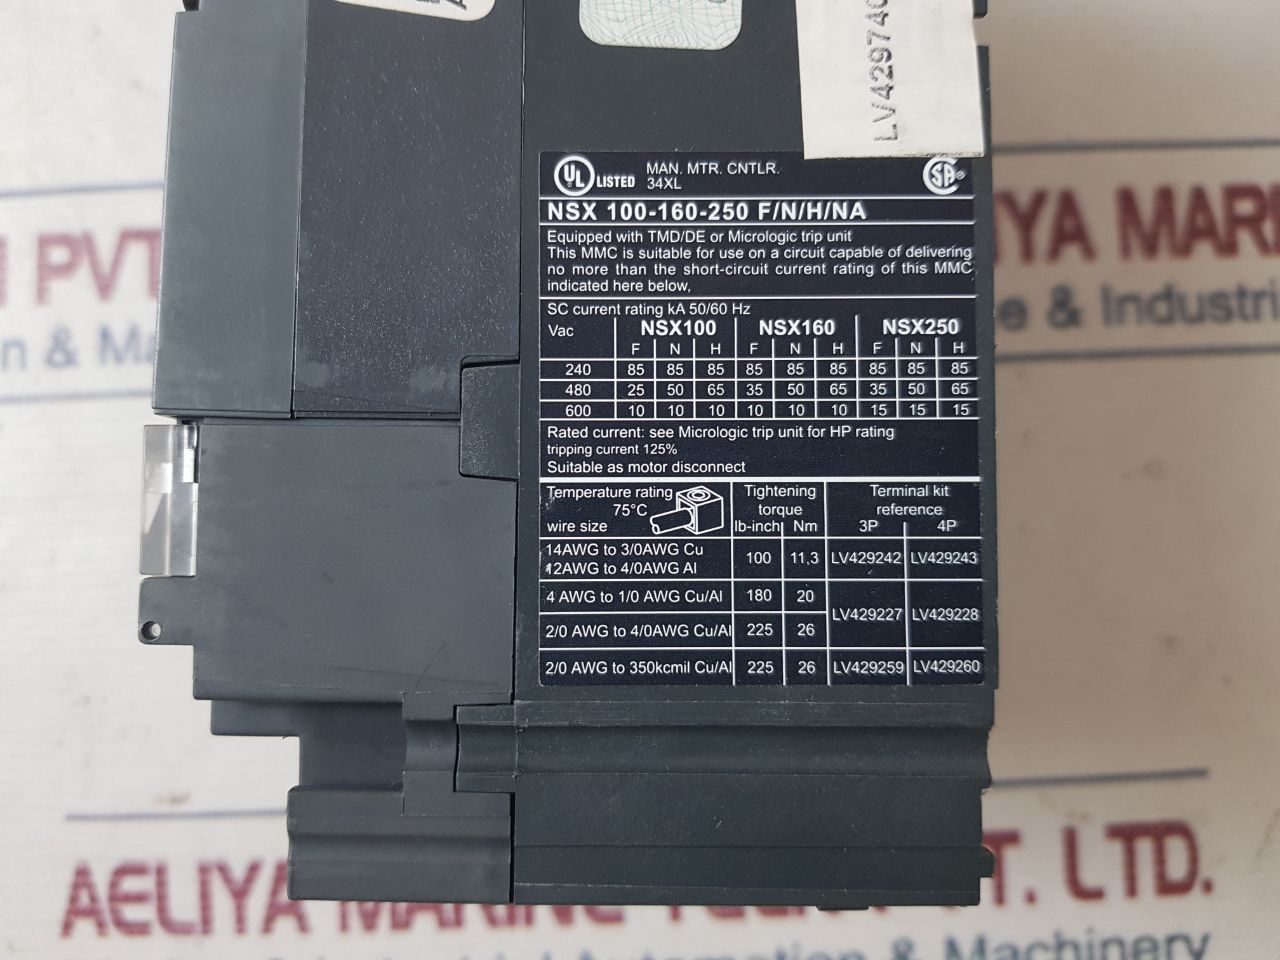 LV429740
UL LISTED MAN. MTR. CNTLR.
34XL
SA
NSX 100-160-250 F/N/H/NA
Equipped with TMD/DE or Micrologic trip unit
This MMC is suitable for use on a circuit capable of delivering
no more than the short-circuit current rating of this MMC
indicated here below,
SC current rating kA 50/60 Hz
Vac NSX100 NSX160 NSX250
F N H F N H F N H
240 85 85 85 85 85 85 85 85 85
480 25 50 65 35 50 65 35 50 65
600 10 10 10 10 10 10 15 15 15
Rated current: see Micrologic trip unit for HP rating
tripping current 125%
Suitable as motor disconnect
Temperature rating Tightening Terminal kit
75°C torque reference
wire size lb-inch Nm 3P 4P
14AWG to 3/0AWG Cu
12AWG to 4/0AWG Al 100 11,3 LV429242 LV429243
4 AWG to 1/0 AWG Cu/Al 180 20
LV429227 LV429228
2/0 AWG to 4/0AWG Cu/Al 225 26
2/0 AWG to 350kcmil Cu/Al 225 26 LV429259 LV429260
PVT
n &
YA MARI
e & Industri
AELIYA MARINE TECH PVT. LTD.
Automation & Machinery